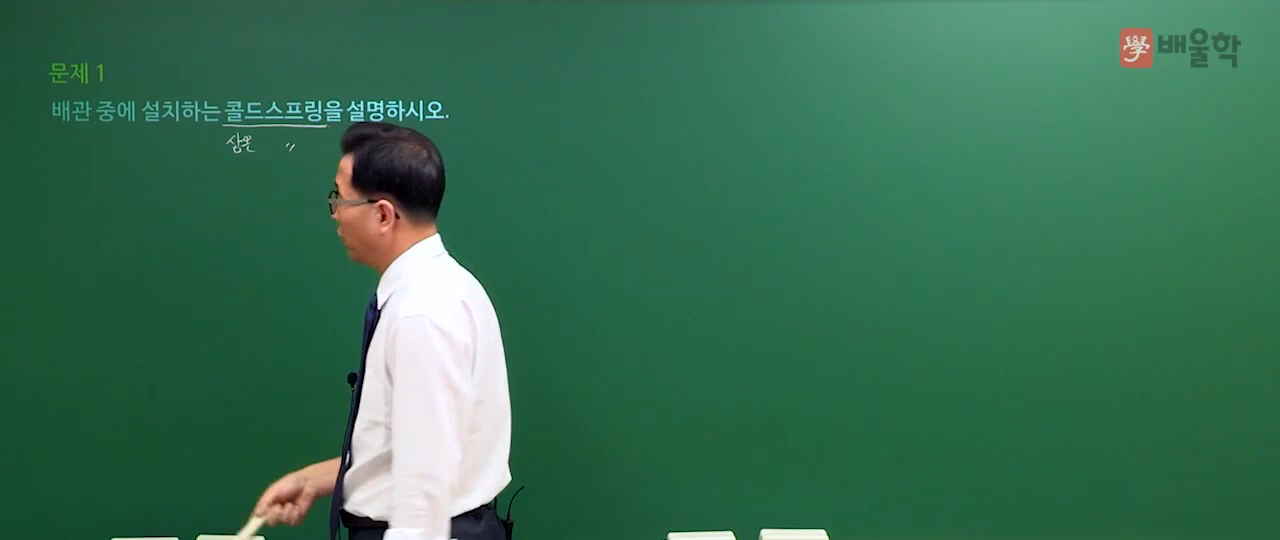 學 배울학
문제 1
배관 중에 설치하는 콜드스프링을 설명하시오.
상온 〃